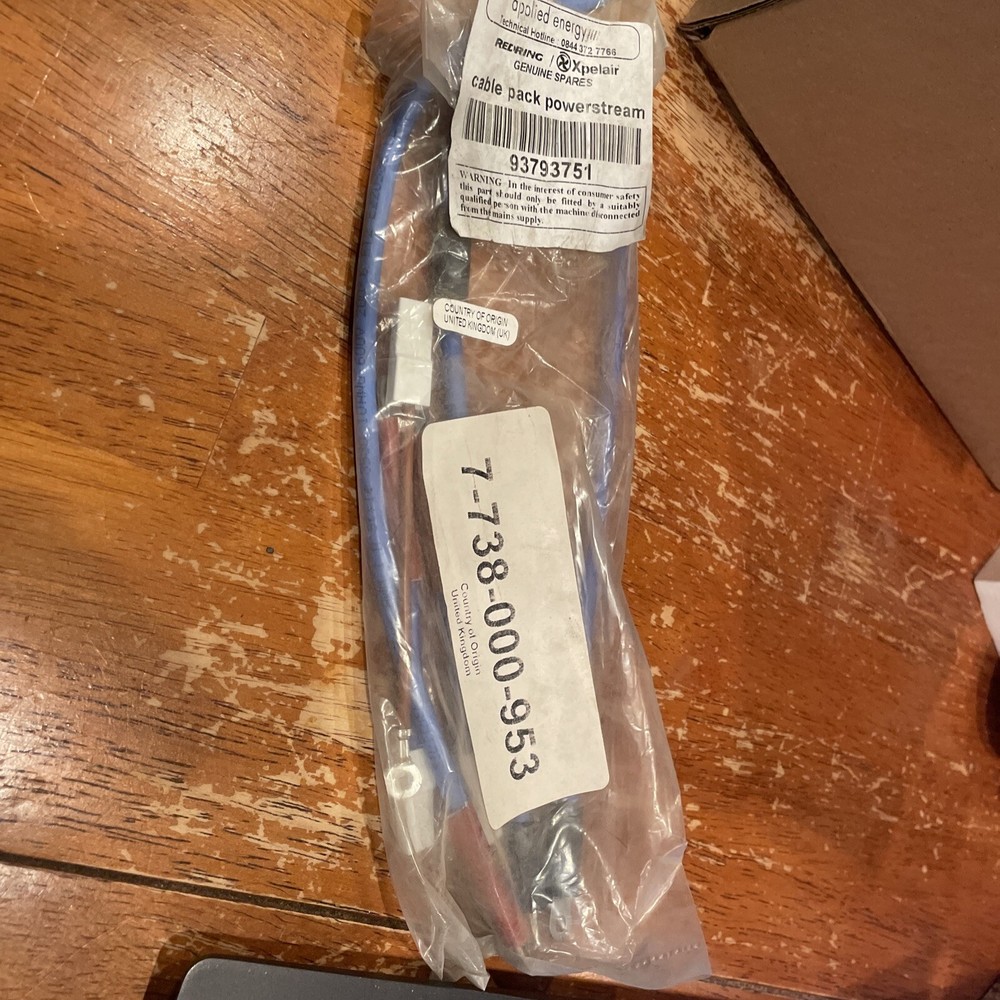 applied energy
Technical Hotline : 0844 372 7766
REDRING / Xpelair
GENUINE SPARES
cable pack powerstream
93793751
WARNING In the interest of consumer safety
this part should only be fitted by a suitably
qualified person with the machine disconnected
from the mains supply.
COUNTRY OF ORIGIN
UNITED KINGDOM (UK)
7-738-000-953
Country of Origin
United Kingdom